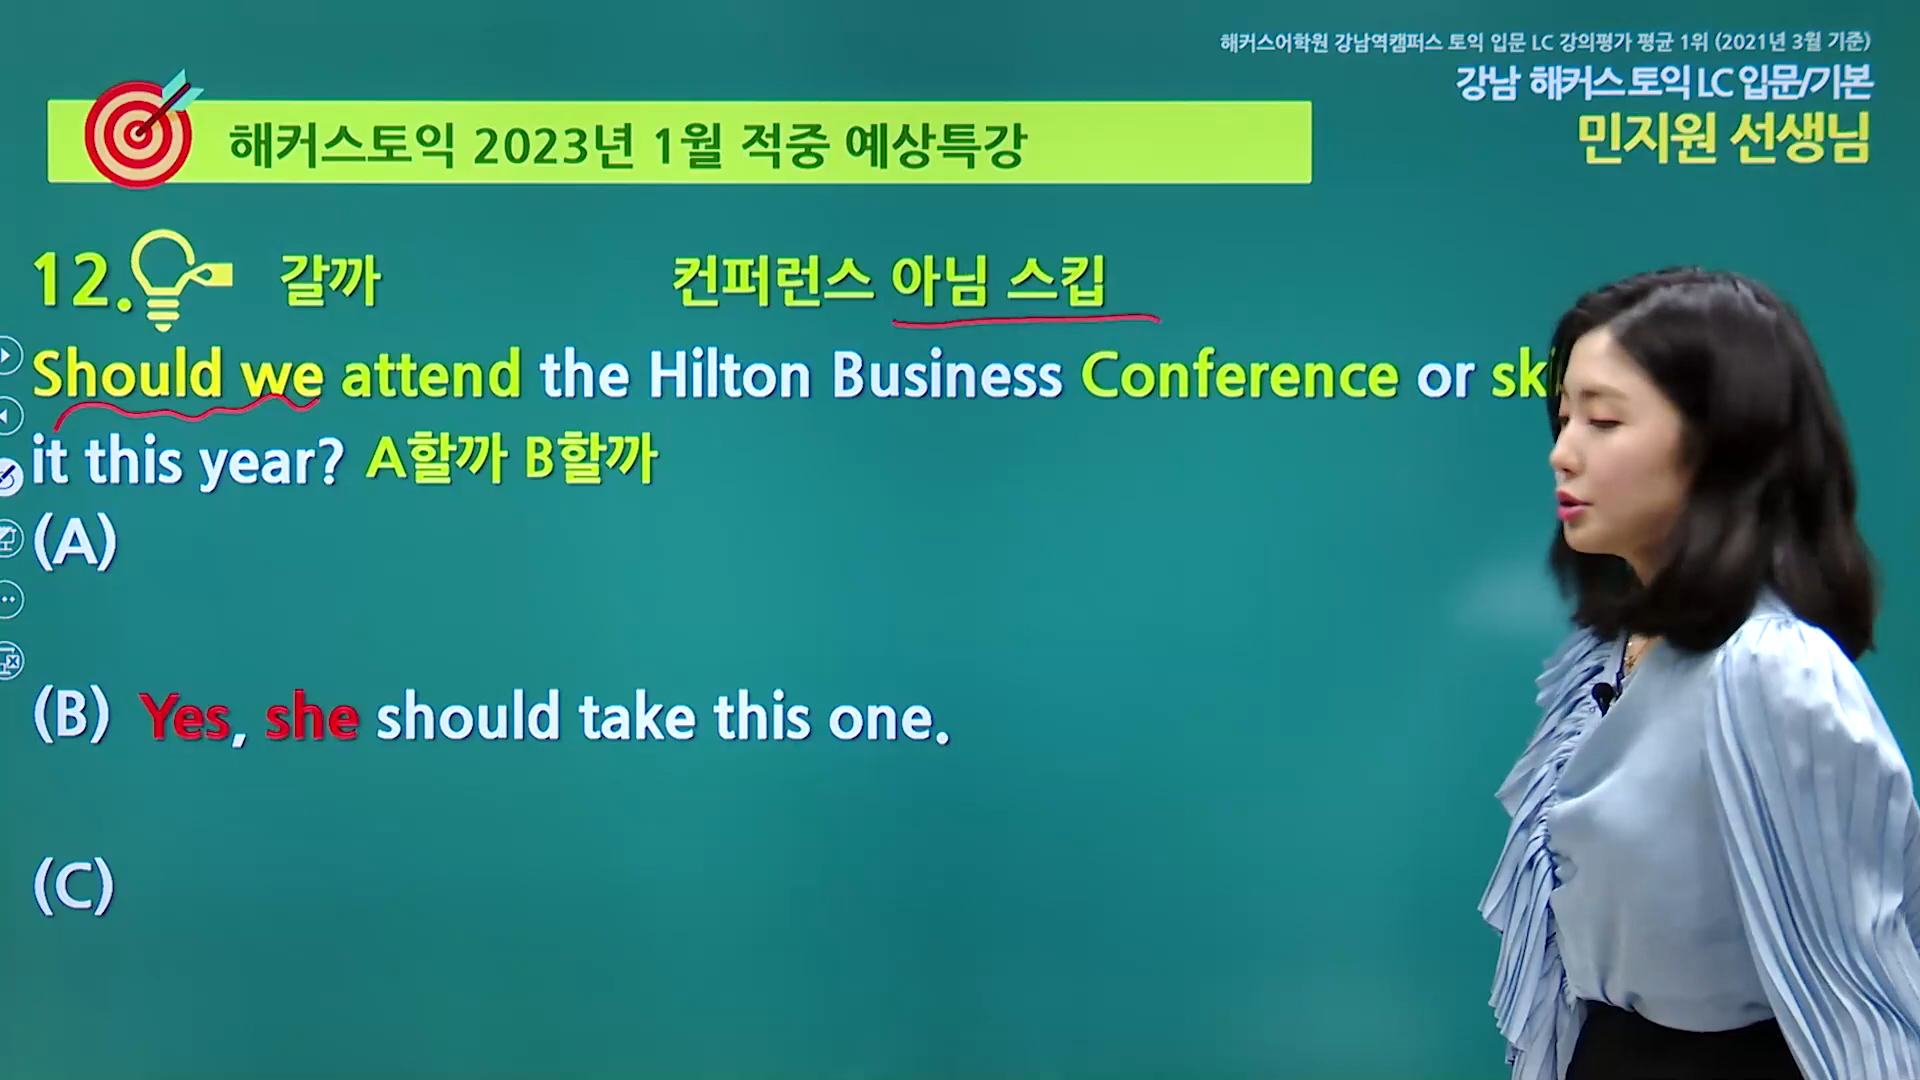 해커스어학원 강남역캠퍼스 토익 입문 LC 강의평가 평균 1위 (2021년 3월 기준)
강남 해커스 토익 LC 입문/기본
민지원 선생님
해커스토익 2023년 1월 적중 예상특강
12. 갈까 컨퍼런스 아님 스킵
Should we attend the Hilton Business Conference or
it this year? A할까 B할까
(A)
(B) Yes, she should take this one.
(C)